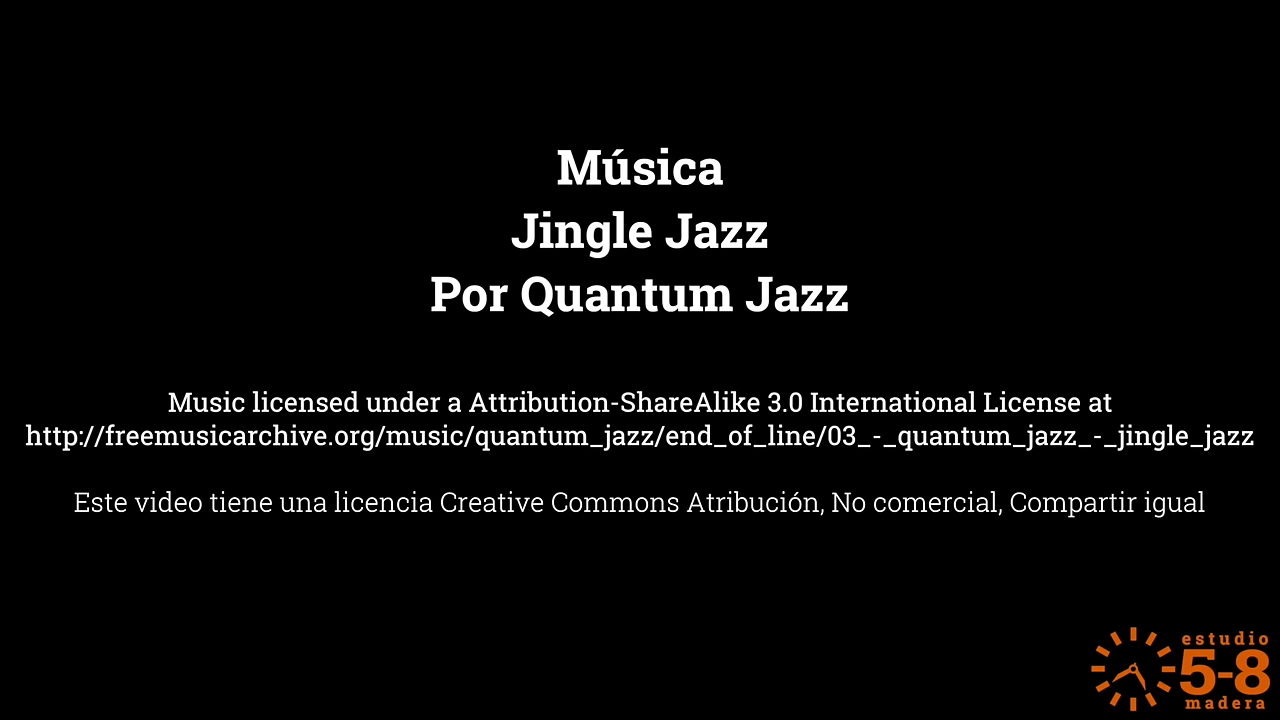 Música
Jingle Jazz
Por Quantum Jazz
Music licensed under a Attribution-ShareAlike 3.0 International License at
http://freemusicarchive.org/music/quantum_jazz/end_of_line/03_-_quantum_jazz_-_jingle_jazz
Este video tiene una licencia Creative Commons Atribución, No comercial, Compartir igual
estudio
5-8
madera